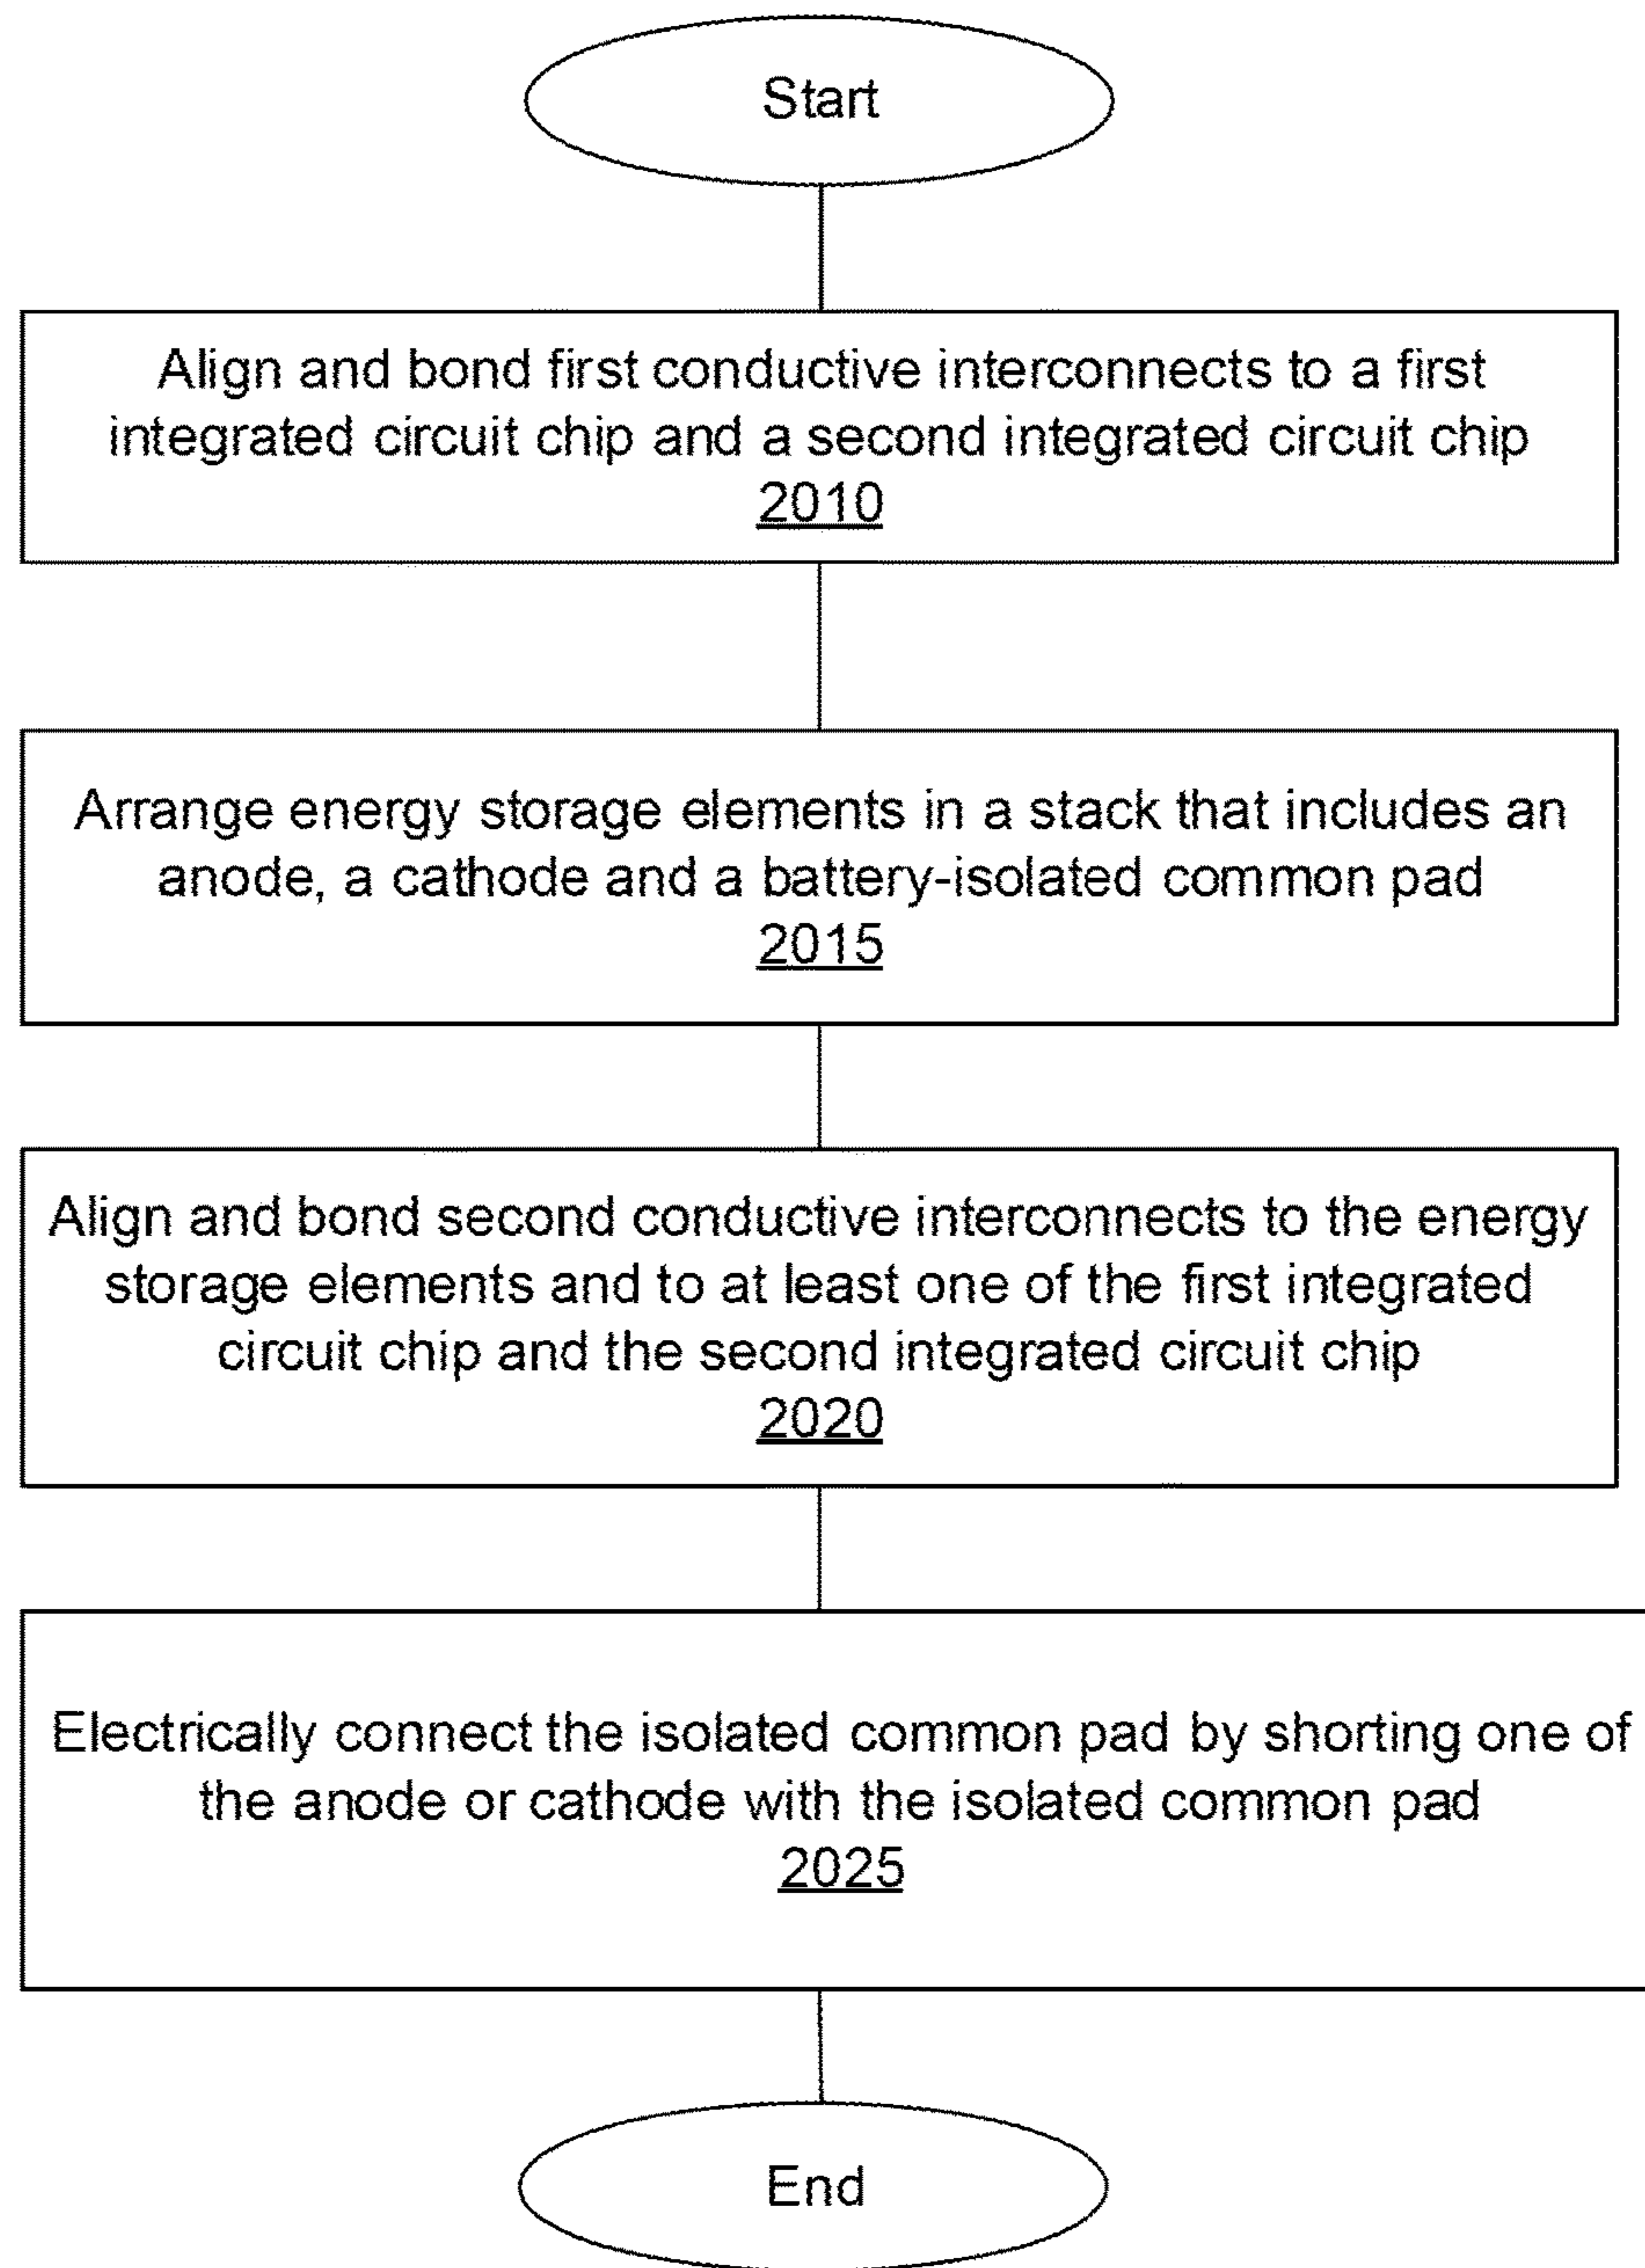 Start
Align and bond first conductive interconnects to a first
integrated circuit chip and a second integrated circuit chip
2010
Arrange energy storage elements in a stack that includes an
anode, a cathode and a battery-isolated common pad
2015
Align and bond second conductive interconnects to the energy
storage elements and to at least one of the first integrated
circuit chip and the second integrated circuit chip
2020
Electrically connect the isolated common pad by shorting one of
the anode or cathode with the isolated common pad
2025
End